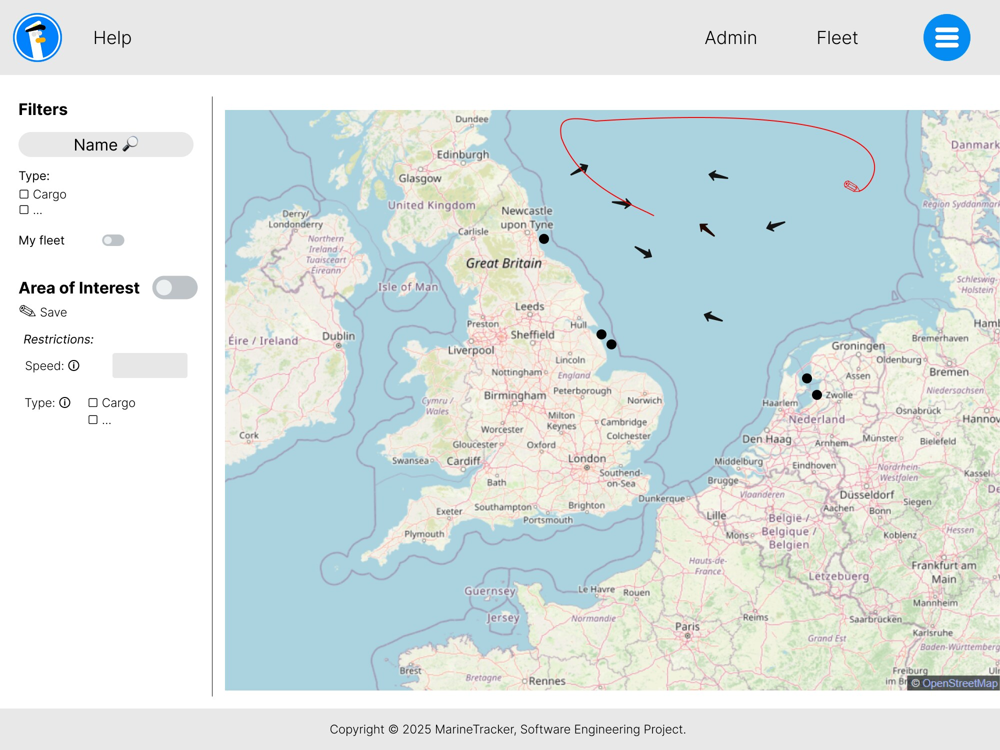 Help
Admin
Fleet
Filters
Name
Type:
Cargo
...
My fleet
Area of Interest
Save
Restrictions:
Speed:
Type:
Cargo
...
Dundee
Edinburgh
Glasgow
United Kingdom
Newcastle
upon Tyne
Derry/
Londonderry
Carlisle
Northern
Ireland /
Tuaisceart
Éireann
Great Britain
Isle of Man
Leeds
Preston
Hull
Sheffield
Éire / Ireland
Dublin
Liverpool
Lincoln
Nottingham
England
Peterborough
Birmingham
Norwich
Cymru /
Wales
Milton
Keynes
Cambridge
Worcester
Colchester
Cork
Gloucester
Oxford
Swansea
Cardiff
London
Southend-
on-Sea
Bath
Exeter
Southampton
Brighton
Portsmouth
Plymouth
Guernsey
Jersey
Brest
Bretagne
Rennes
Danmark
Region Syddanmark
Schleswig-
Holstein
Hamb
Bremerhaven
Groningen
Oldenburg
Bremen
Assen
Niedersachsen
Zwolle
Haarlem
Osnabrück
Nederland
Hannov
Den Haag
Arnhem
Münster
Bielefeld
Middelburg
Eindhoven
Nordrhein-
Westfalen
Kassel
Brugge
Vlaanderen
Düsseldorf
De
Dunkerque
Siegen
Aachen
Bonn
Lille
België /
Belgique /
Belgien
Hessen
Mons
Koblenz
Hauts-de-
France
Frankfurt am
Main
Lëtzebuerg
Le Havre
Rouen
Mannheim
Normandie
Reims
Saarbrücken
Paris
Karlsruhe
Grand Est
Baden-Württemberg
Freiburg
im Br
Ul
© OpenStreetMap
Copyright © 2025 MarineTracker, Software Engineering Project.